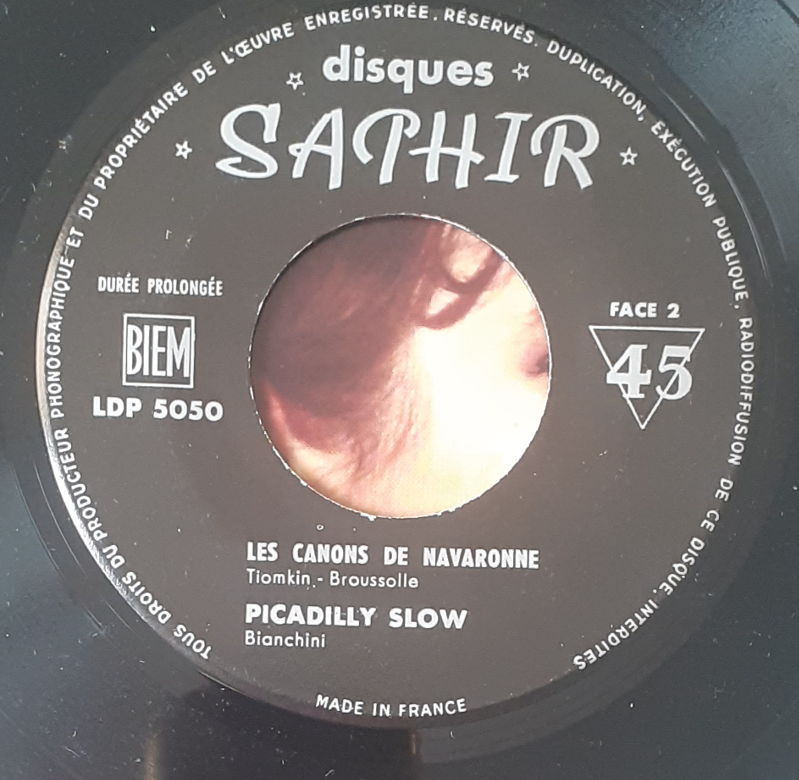 TOUS DROITS DU PRODUCTEUR PHONOGRAPHIQUE ET DU PROPRIÉTAIRE DE L'ŒUVRE ENREGISTRÉE. RÉSERVÉS. DUPLICATION, EXÉCUTION PUBLIQUE, RADIODIFFUSION DE CE DISQUE, INTERDITES
disques
SAPHIR
DURÉE PROLONGÉE
BIEM
LDP 5050
FACE 2
45
LES CANONS DE NAVARONNE
Tiomkin.- Broussolle
PICADILLY SLOW
Bianchini
MADE IN FRANCE